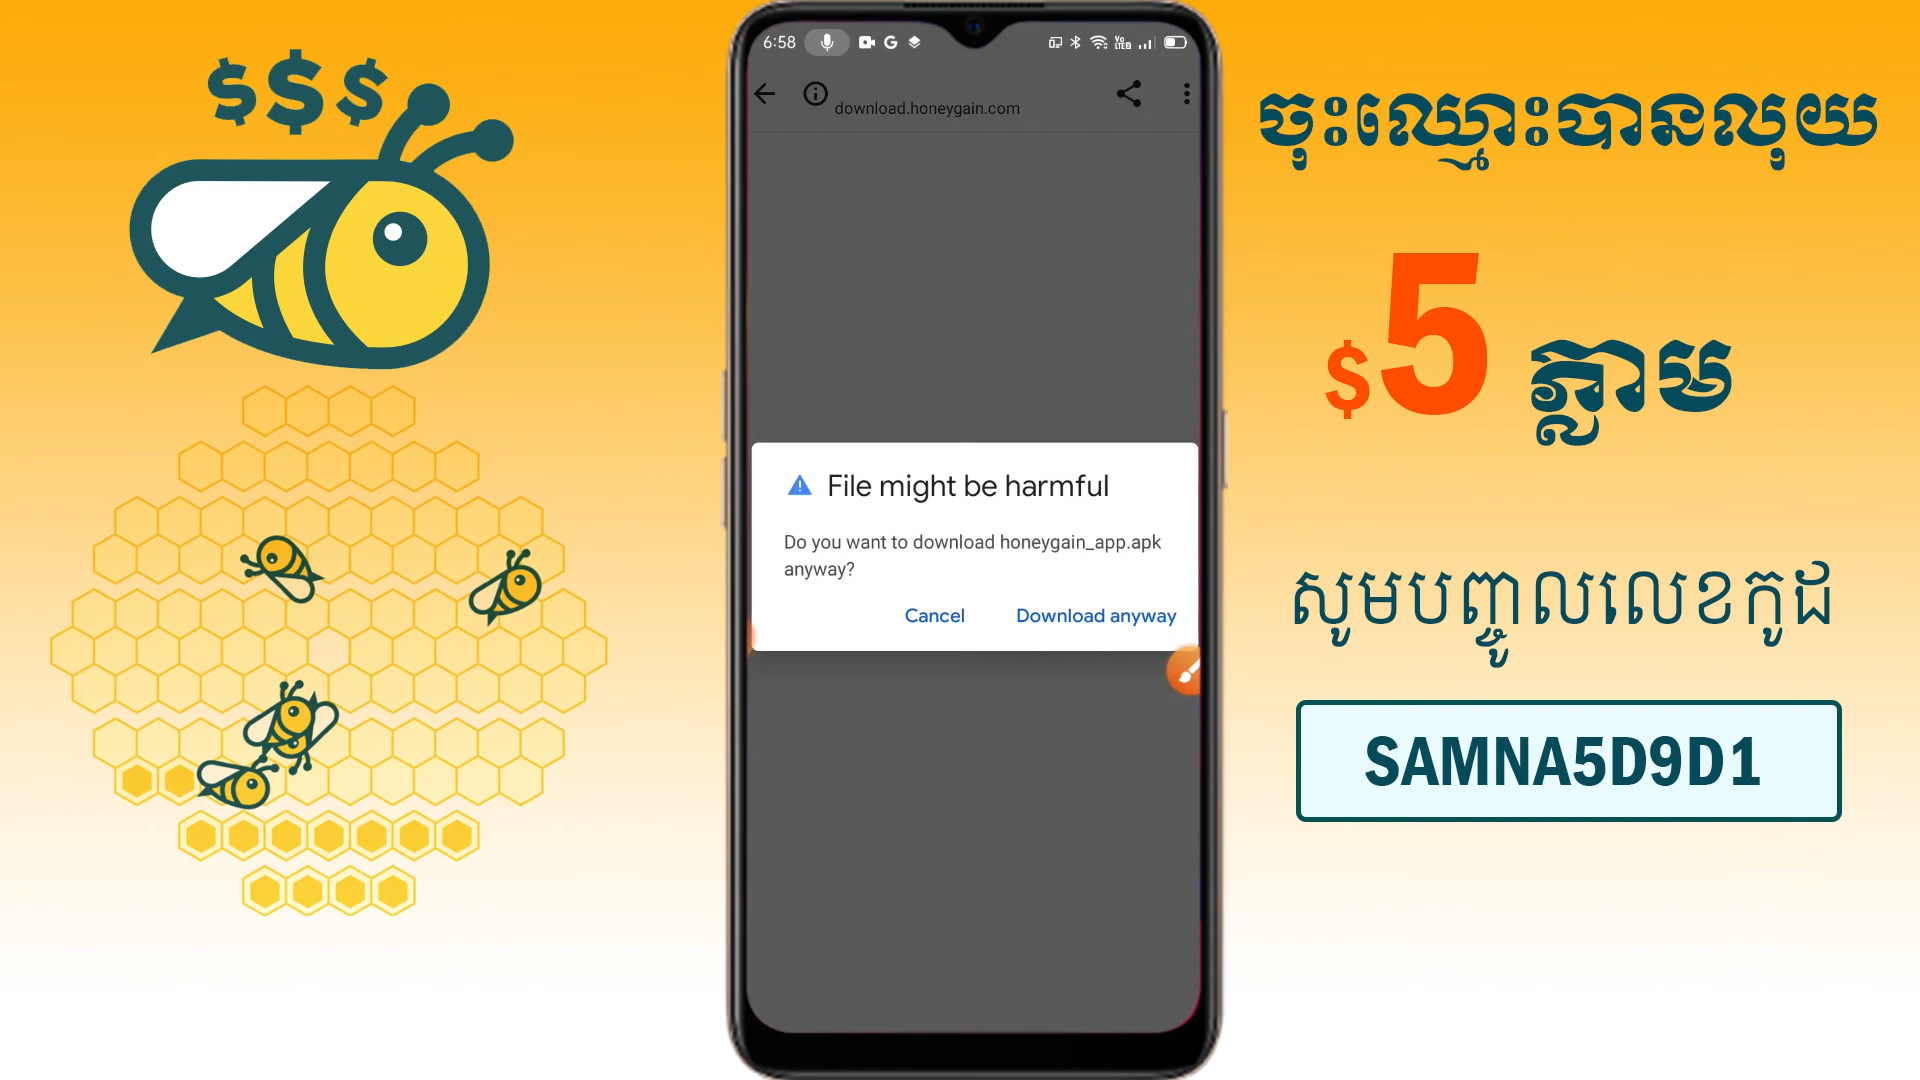 $$$
6:58
download.honeygain.com
File might be harmful
Do you want to download honeygain_app.apk
anyway?
Cancel Download anyway
ចុះឈ្មោះបានលុយ
$5 ភ្លាម
សូមបញ្ចូលលេខកូដ
SAMNA5D9D1